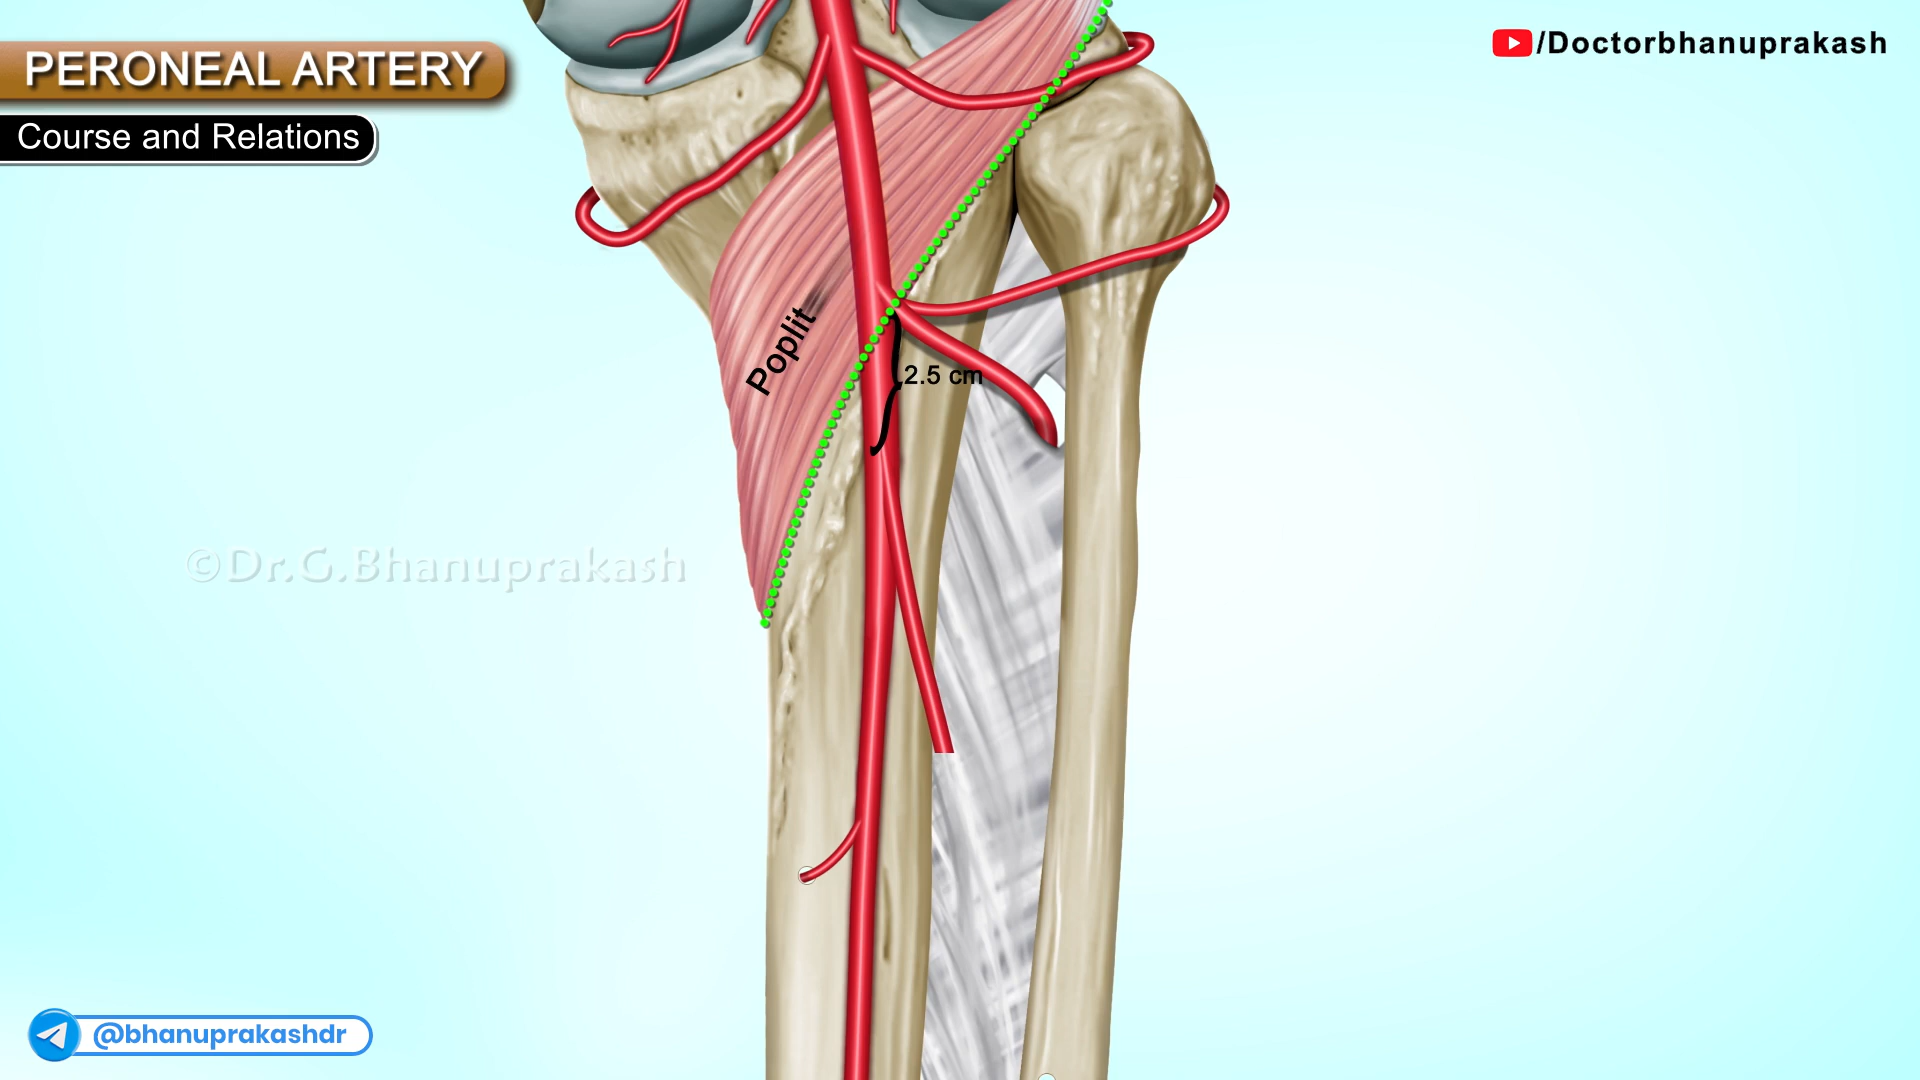 PERONEAL ARTERY
Course and Relations
/Doctorbhanuprakash
Poplit
2.5 cm
©Dr.G.Bhanuprakash
@bhanuprakashdr